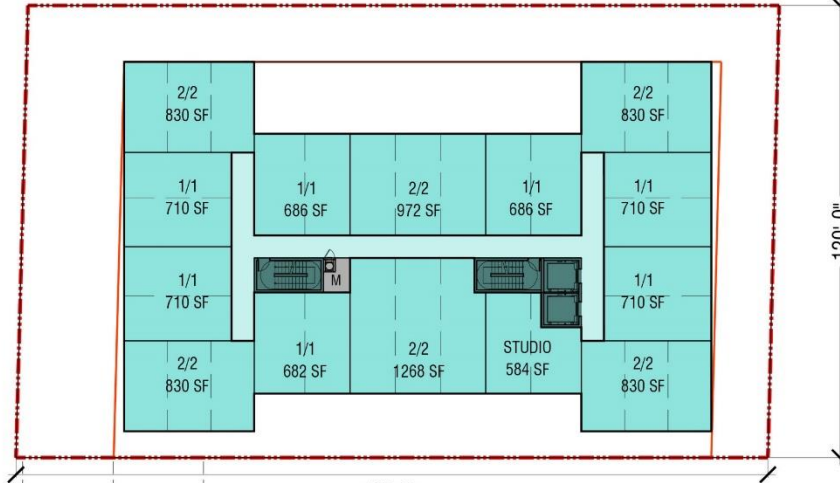 2/2
830 SF
2/2
830 SF
1/1
710 SF
1/1
686 SF
2/2
972 SF
1/1
686 SF
1/1
710 SF
1/1
710 SF
M
1/1
710 SF
2/2
830 SF
1/1
682 SF
2/2
1268 SF
STUDIO
584 SF
2/2
830 SF